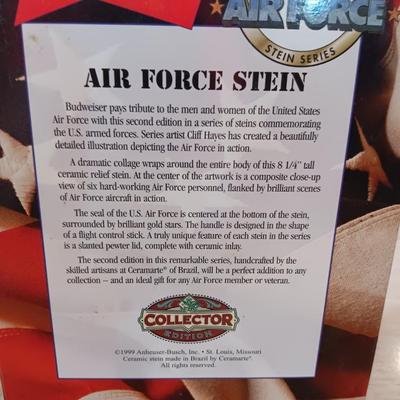 AIR FORCE
STEIN SERIES
AIR FORCE STEIN
Budweiser pays tribute to the men and women of the United States
Air Force with this second edition in a series of steins commemorating
the U.S. armed forces. Series artist Cliff Hayes has created a beautifully
detailed illustration depicting the Air Force in action.
A dramatic collage wraps around the entire body of this 8 1/4" tall
ceramic relief stein. At the center of the artwork is a composite close-up
view of six hard-working Air Force personnel, flanked by brilliant scenes
of Air Force aircraft in action.
The seal of the U.S. Air Force is centered at the bottom of the stein,
surrounded by brilliant gold stars. The handle is designed in the shape
of a flight control stick. A truly unique feature of each stein in the series
is a slanted pewter lid, complete with ceramic inlay.
The second edition in this remarkable series, handcrafted by the
skilled artisans at Ceramarte® of Brazil, will be a perfect addition to any
collection – and an ideal gift for any Air Force member or veteran.
COLLECTOR
EDITION
©1999 Anheuser-Busch, Inc. • St. Louis, Missouri
Ceramic stein made in Brazil by Ceramarte®.
All rights reserved.